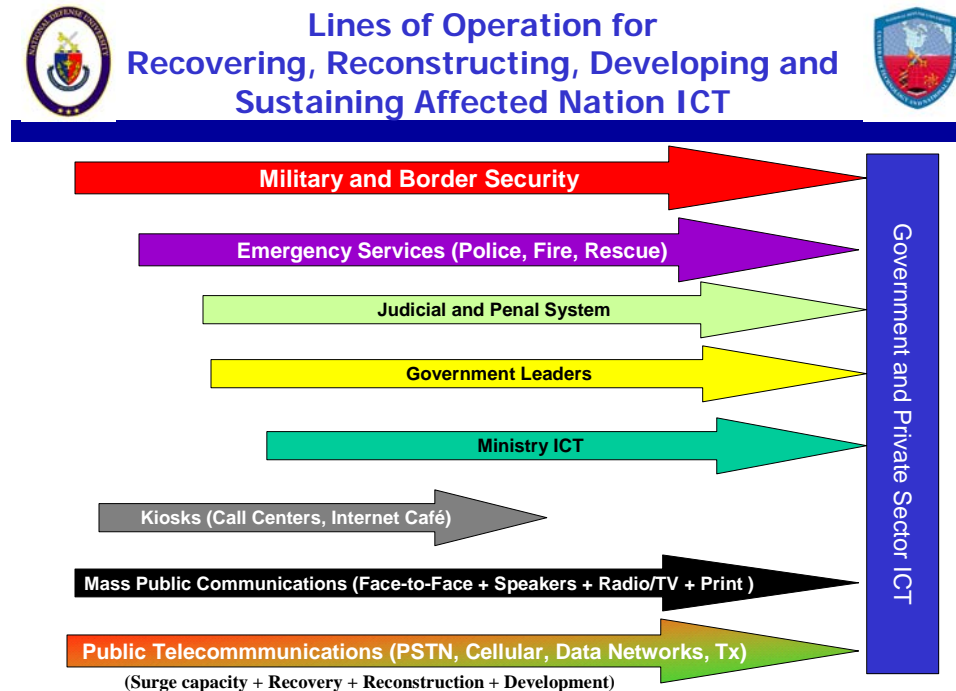 Lines of Operation for
Recovering, Reconstructing, Developing and
Sustaining Affected Nation ICT
NATIONAL DEFENSE UNIVERSITY
Military and Border Security
Emergency Services (Police, Fire, Rescue)
Judicial and Penal System
Government Leaders
Ministry ICT
Kiosks (Call Centers, Internet Café)
Mass Public Communications (Face-to-Face + Speakers + Radio/TV + Print )
Public Telecommmunications (PSTN, Cellular, Data Networks, Tx)
(Surge capacity + Recovery + Reconstruction + Development)
Government and Private Sector ICT